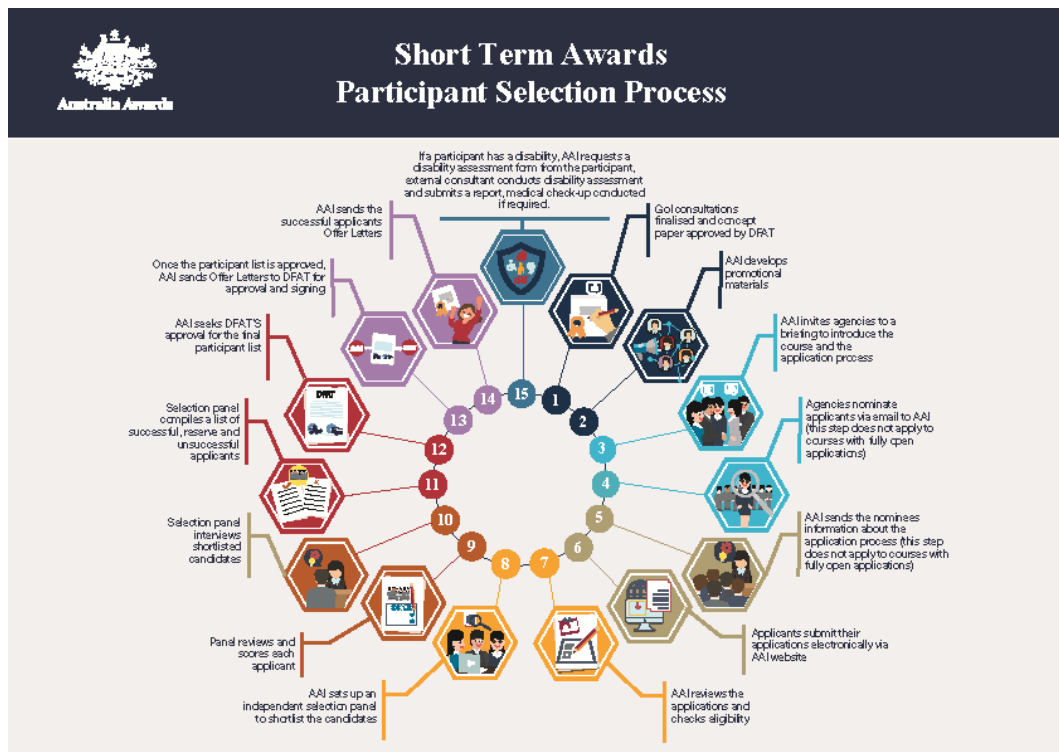 Short Term Awards
Participant Selection Process
Australia Awards
If a participant has a disability, AAI requests a
disability assessment form from the participant,
external consultant conducts disability assessment
and submits a report, medical check-up conducted
if required.
GoI consultations
finalised and concept
paper approved by DFAT
AAI develops
promotional
materials
AAI invites agencies to a
briefing to introduce the
course and the
application process
Agencies nominate
applicants via email to AAI
(this step does not apply to
courses with fully open
applications)
AAI sends the nominees
information about the
application process (this step
does not apply to courses with
fully open applications)
Applicants submit their
applications electronically via
AAI website
AAI reviews the
applications and
checks eligibility
AAI sets up an
independent selection panel
to shortlist the candidates
Panel reviews and
scores each
applicant
Selection panel
interviews
shortlisted
candidates
Selection panel
compiles a list of
successful, reserve and
unsuccessful
applicants
AAI seeks DFAT'S
approval for the final
participant list
Once the participant list is approved,
AAI sends Offer Letters to DFAT for
approval and signing
AAI sends the
successful applicants
Offer Letters
DFAT
1
2
3
4
5
6
7
8
9
10
11
12
13
14
15